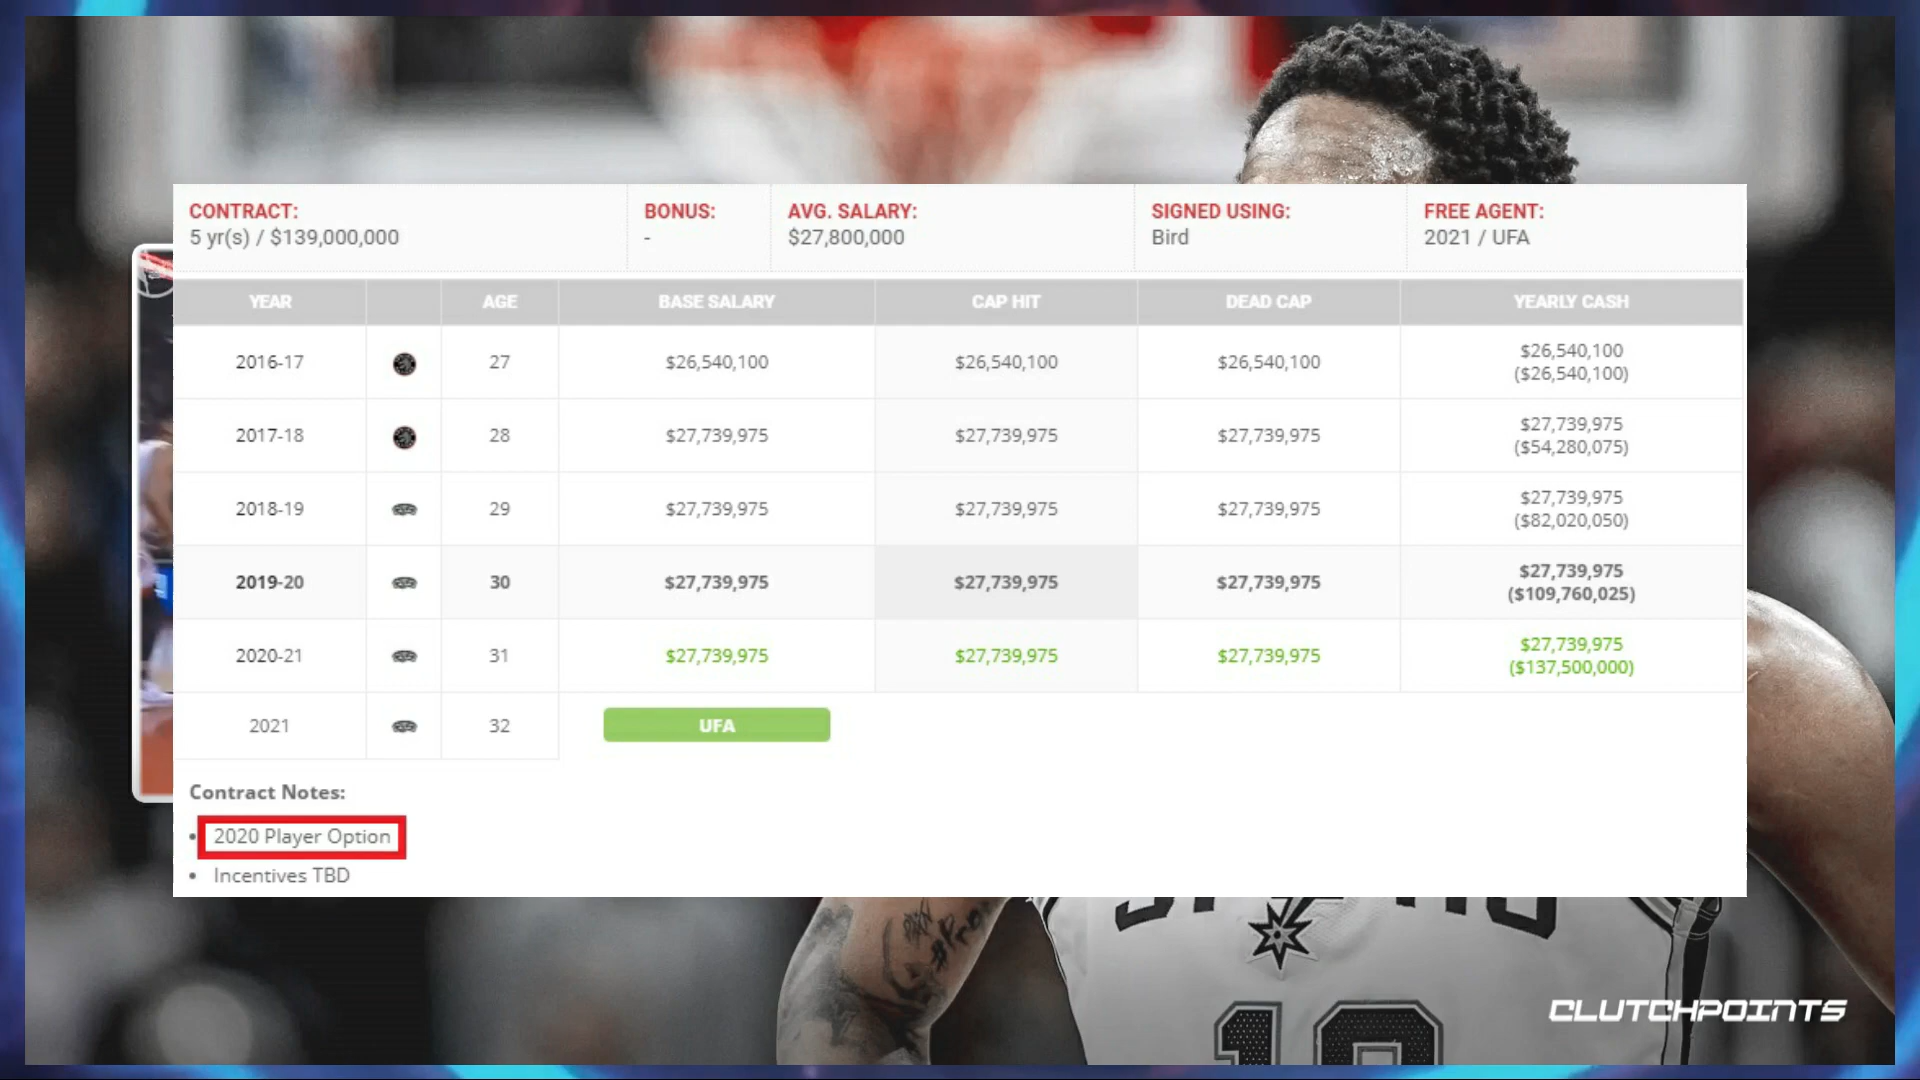 CONTRACT: BONUS: AVG. SALARY: SIGNED USING: FREE AGENT:
5 yr(s) / $139,000,000 - $27,800,000 Bird 2021 / UFA
YEAR AGE BASE SALARY CAP HIT DEAD CAP YEARLY CASH
2016-17 27 $26,540,100 $26,540,100 $26,540,100 $26,540,100
($26,540,100)
2017-18 28 $27,739,975 $27,739,975 $27,739,975 $27,739,975
($54,280,075)
2018-19 29 $27,739,975 $27,739,975 $27,739,975 $27,739,975
($82,020,050)
2019-20 30 $27,739,975 $27,739,975 $27,739,975 $27,739,975
($109,760,025)
2020-21 31 $27,739,975 $27,739,975 $27,739,975 $27,739,975
($137,500,000)
2021 32 UFA
Contract Notes:
• 2020 Player Option
• Incentives TBD
CLUTCHPOINTS